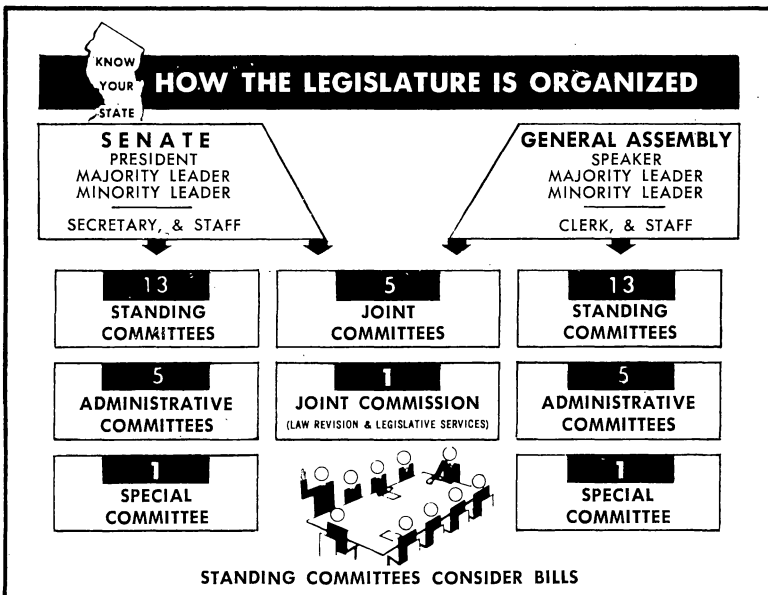 KNOW
YOUR
STATE
HOW THE LEGISLATURE IS ORGANIZED
SENATE
PRESIDENT
MAJORITY LEADER
MINORITY LEADER
SECRETARY, & STAFF
GENERAL ASSEMBLY
SPEAKER
MAJORITY LEADER
MINORITY LEADER
CLERK, & STAFF
13
STANDING
COMMITTEES
5
JOINT
COMMITTEES
13
STANDING
COMMITTEES
5
ADMINISTRATIVE
COMMITTEES
1
JOINT COMMISSION
(LAW REVISION & LEGISLATIVE SERVICES)
5
ADMINISTRATIVE
COMMITTEES
1
SPECIAL
COMMITTEE
1
SPECIAL
COMMITTEE
STANDING COMMITTEES CONSIDER BILLS